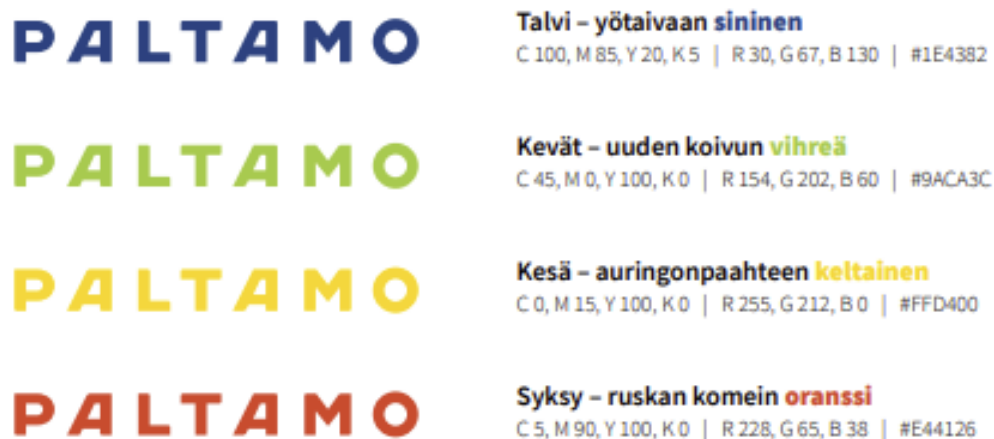 PALTAMO
Talvi – yötaivaan sininen
C 100, M 85, Y 20, K 5 | R 30, G 67, B 130 | #1E4382
PALTAMO
Kevät – uuden koivun vihreä
C 45, M 0, Y 100, K 0 | R 154, G 202, B 60 | #9ACA3C
PALTAMO
Kesä – auringonpaahteen keltainen
C 0, M 15, Y 100, K 0 | R 255, G 212, B 0 | #FFD400
PALTAMO
Syksy – ruskan komein oranssi
C 5, M 90, Y 100, K 0 | R 228, G 65, B 38 | #E44126